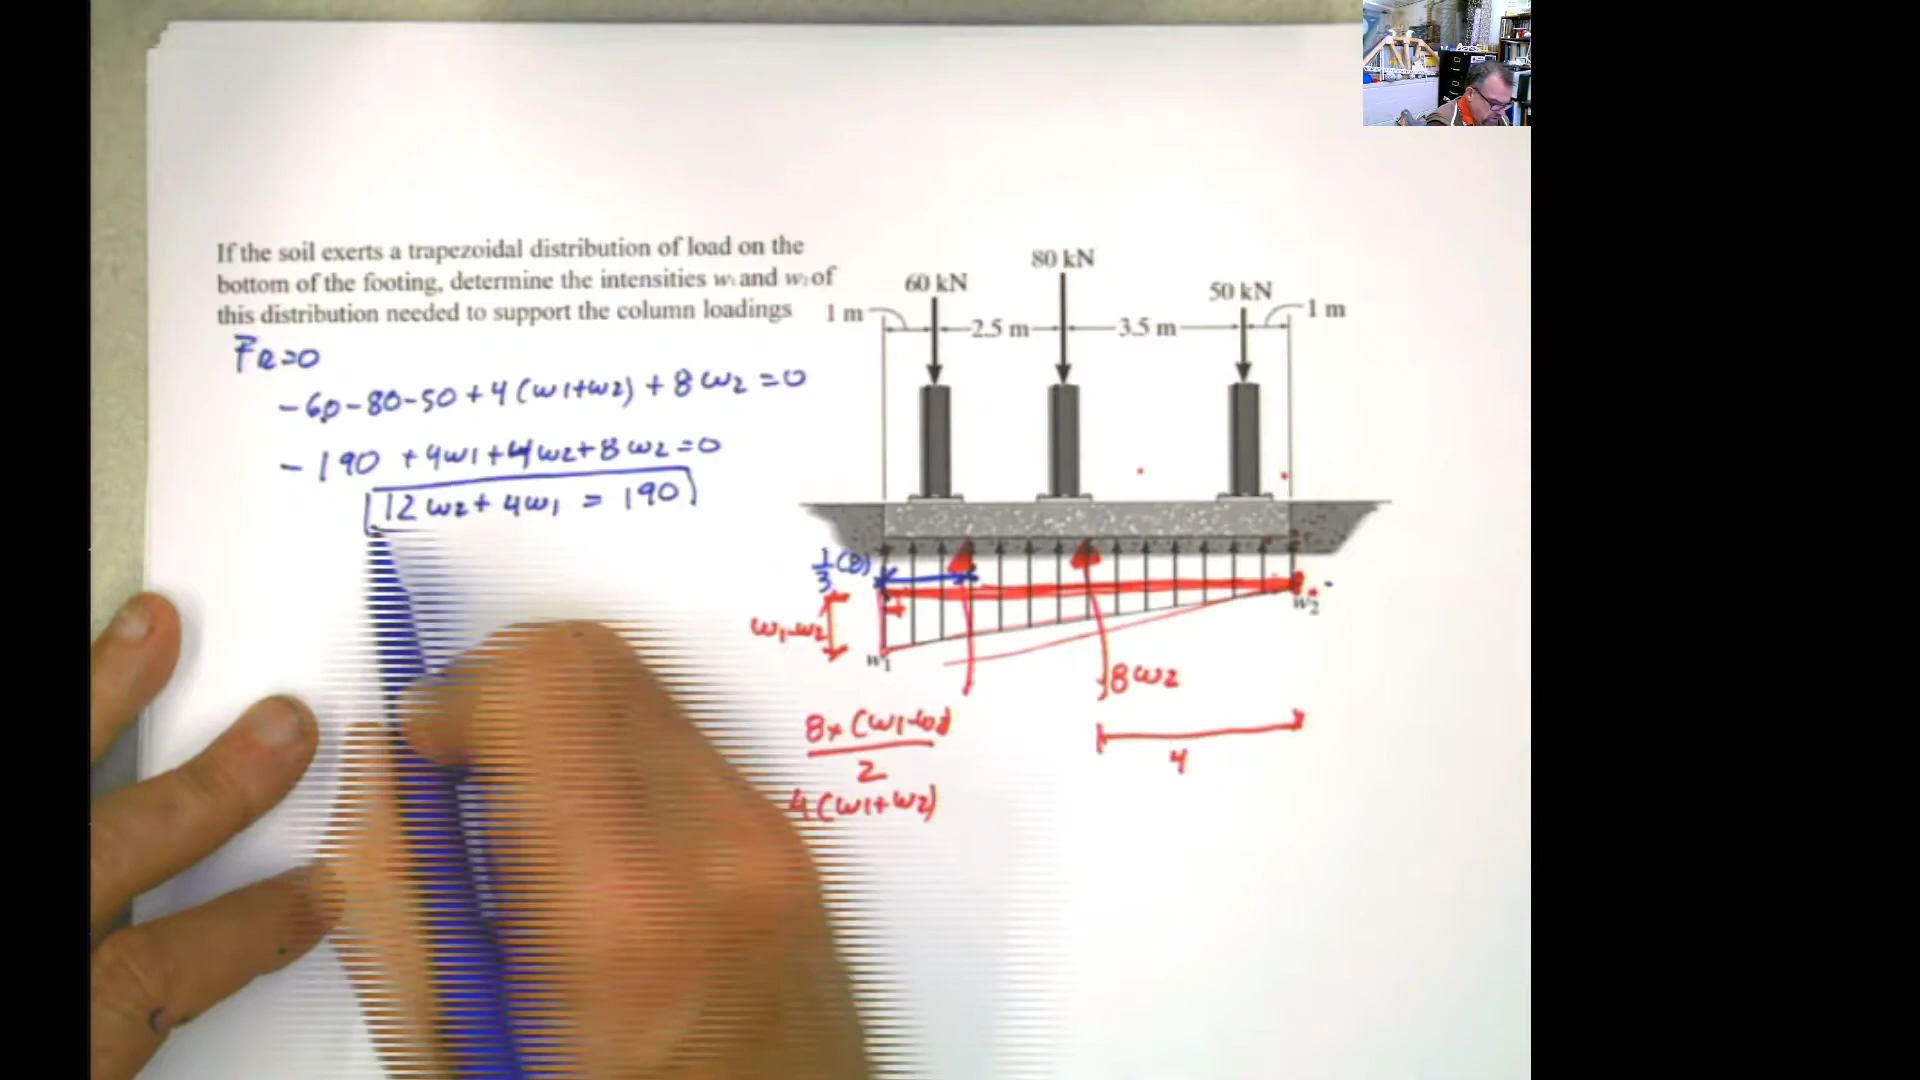 If the soil exerts a trapezoidal distribution of load on the
bottom of the footing, determine the intensities w₁ and w₂ of
this distribution needed to support the column loadings
80 kN
60 kN
50 kN
1 m
2.5 m
3.5 m
1 m
FR=0
-60-80-50+4(w1+w2)+8w2=0
-190+4w1+4w2+8w2=0
12w2+4w1=190
1/3(8)
w1-w2
w₁
w₂
8w2
8x(w1-w2)
2
4(w1+w2)
4